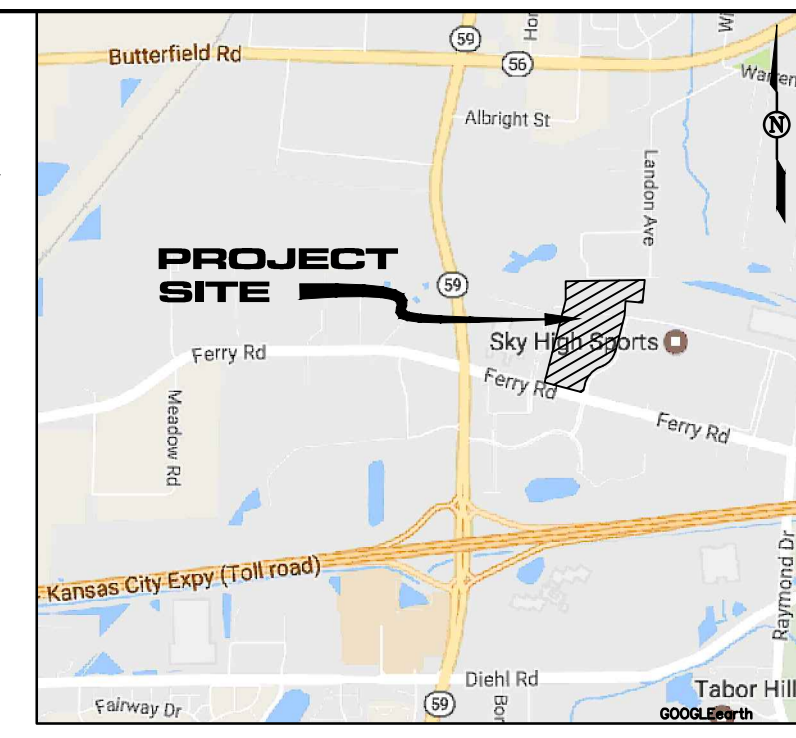 59
56
Butterfield Rd
Albright St
Landon Ave
N
PROJECT
SITE
59
Sky High Sports
Ferry Rd
Ferry Rd
Ferry Rd
Meadow Rd
Kansas City Expy (Toll road)
Raymond Dr
Diehl Rd
Tabor Hill
Fairway Dr
59
GOOGLEearth